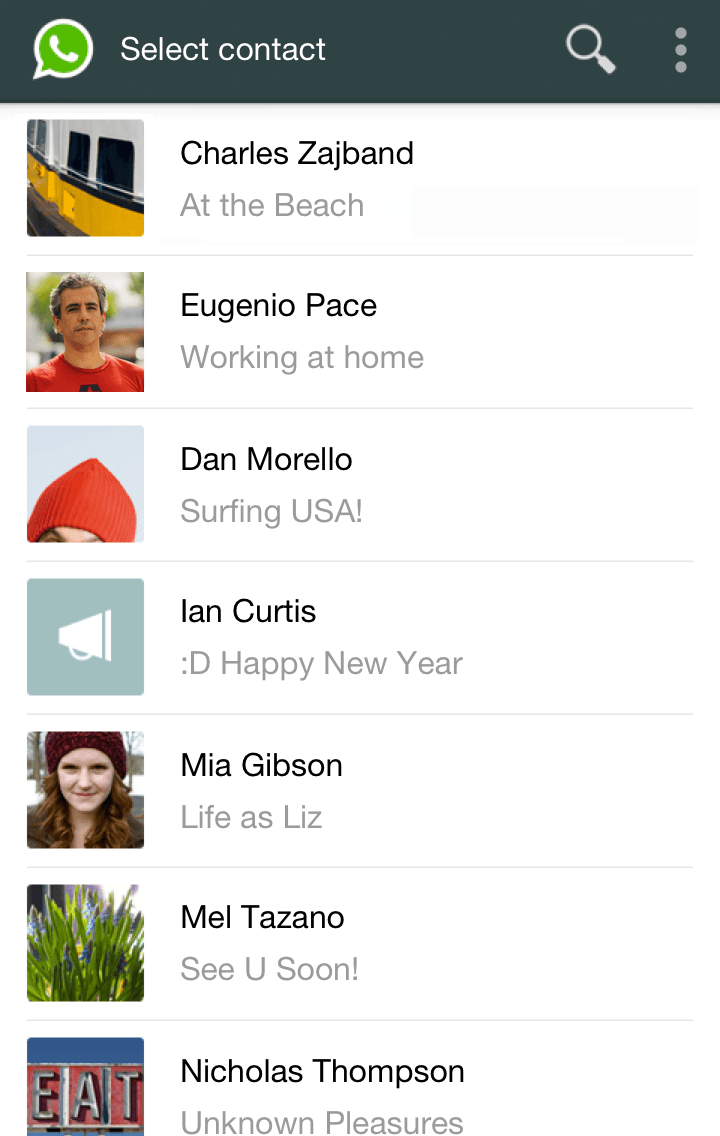 Select contact
Charles Zajband
At the Beach
Eugenio Pace
Working at home
Dan Morello
Surfing USA!
Ian Curtis
:D Happy New Year
Mia Gibson
Life as Liz
Mel Tazano
See U Soon!
EAT
Nicholas Thompson
Unknown Pleasures